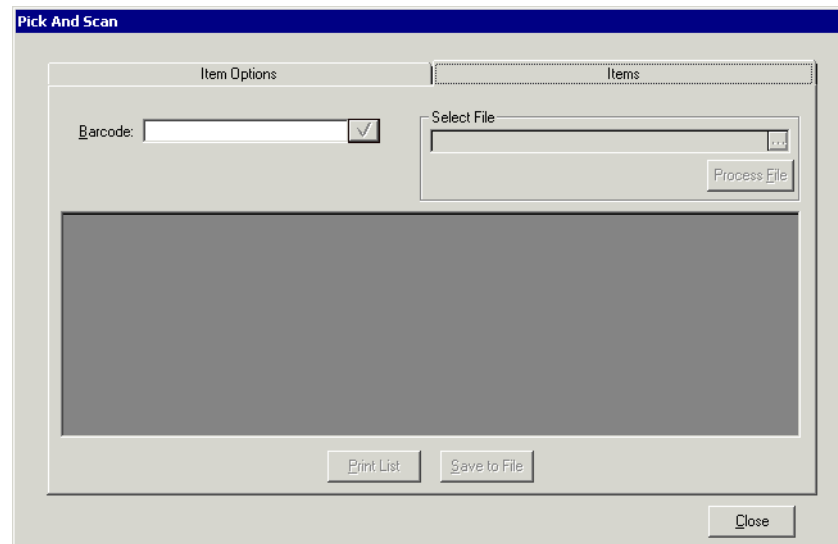 Pick And Scan
Item Options
Items
Barcode:
Select File
...
Process File
Print List
Save to File
Close